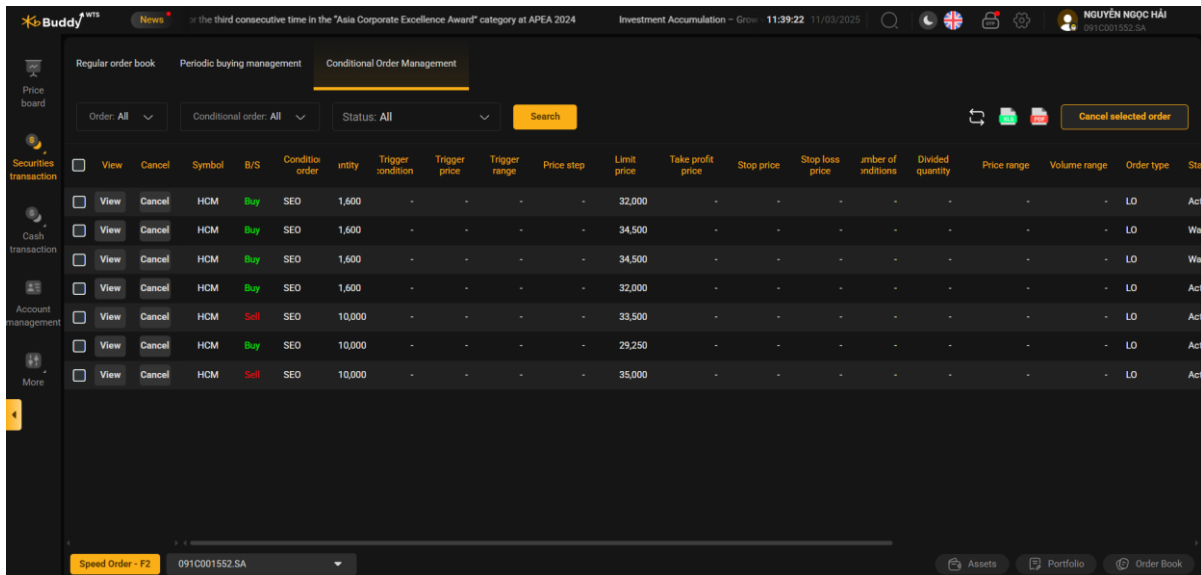 KB Buddy WTS
News
or the third consecutive time in the "Asia Corporate Excellence Award" category at APEA 2024
Investment Accumulation – Grow
11:39:22 11/03/2025
NGUYỄN NGỌC HẢI
091C001552.SA
Price board
Securities transaction
Cash transaction
Account management
More
Regular order book Periodic buying management Conditional Order Management
Order: All Conditional order: All Status: All Search XLS PDF Cancel selected order
View Cancel Symbol B/S Condition order antity Trigger condition Trigger price Trigger range Price step Limit price Take profit price Stop price Stop loss price umber of onditions Divided quantity Price range Volume range Order type Sta
View Cancel HCM Buy SEO 1,600 - - - - 32,000 - - - - - - - LO Act
View Cancel HCM Buy SEO 1,600 - - - - 34,500 - - - - - - - LO Wa
View Cancel HCM Buy SEO 1,600 - - - - 34,500 - - - - - - - LO Wa
View Cancel HCM Buy SEO 1,600 - - - - 32,000 - - - - - - - LO Act
View Cancel HCM Sell SEO 10,000 - - - - 33,500 - - - - - - - LO Act
View Cancel HCM Buy SEO 10,000 - - - - 29,250 - - - - - - - LO Act
View Cancel HCM Sell SEO 10,000 - - - - 35,000 - - - - - - - LO Act
Speed Order - F2 091C001552.SA Assets Portfolio Order Book